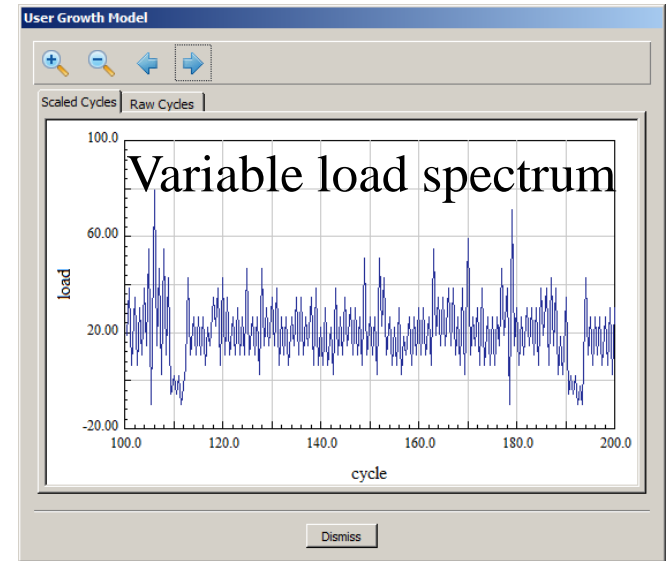 User Growth Model
Scaled Cycles Raw Cycles
100.0
Variable load spectrum
60.00
load
20.00
-20.00
100.0 120.0 140.0 160.0 180.0 200.0
cycle
Dismiss